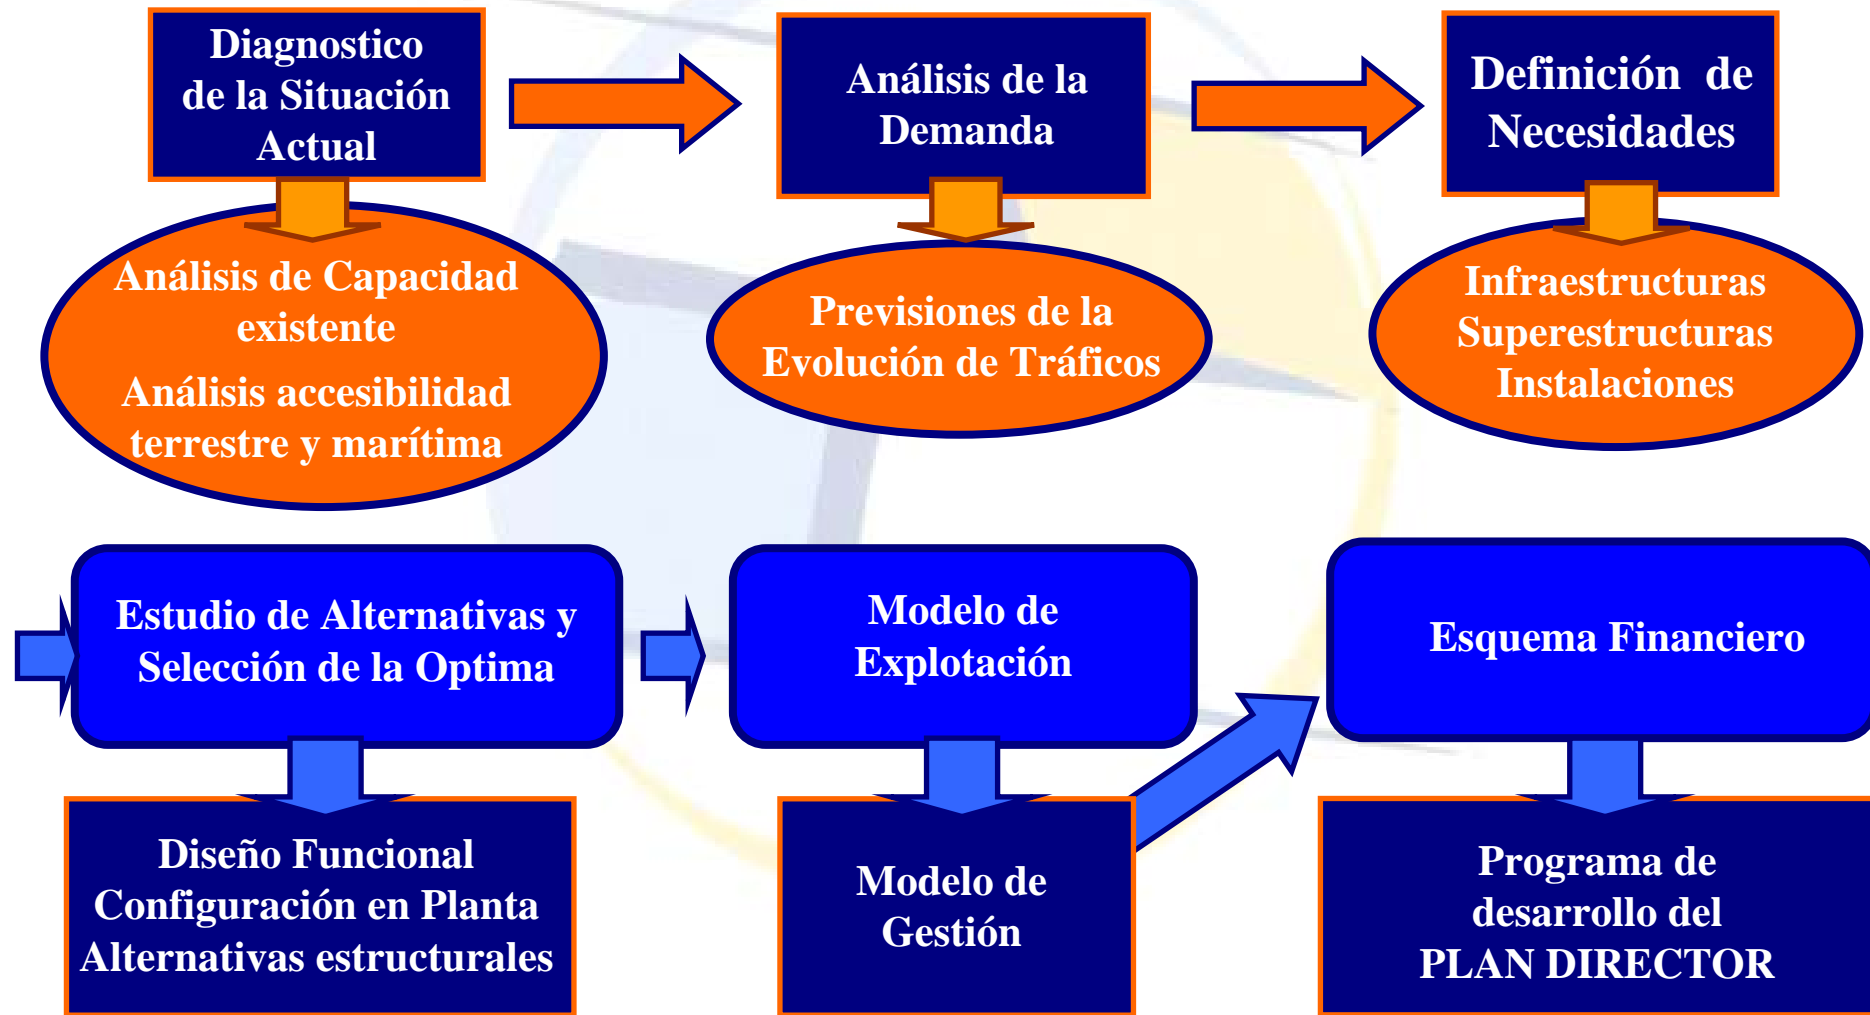 Diagnostico
de la Situación
Actual
Análisis de la
Demanda
Definición de
Necesidades
Análisis de Capacidad
existente
Análisis accesibilidad
terrestre y marítima
Previsiones de la
Evolución de Tráficos
Infraestructuras
Superestructuras
Instalaciones
Estudio de Alternativas y
Selección de la Optima
Modelo de
Explotación
Esquema Financiero
Diseño Funcional
Configuración en Planta
Alternativas estructurales
Modelo de
Gestión
Programa de
desarrollo del
PLAN DIRECTOR